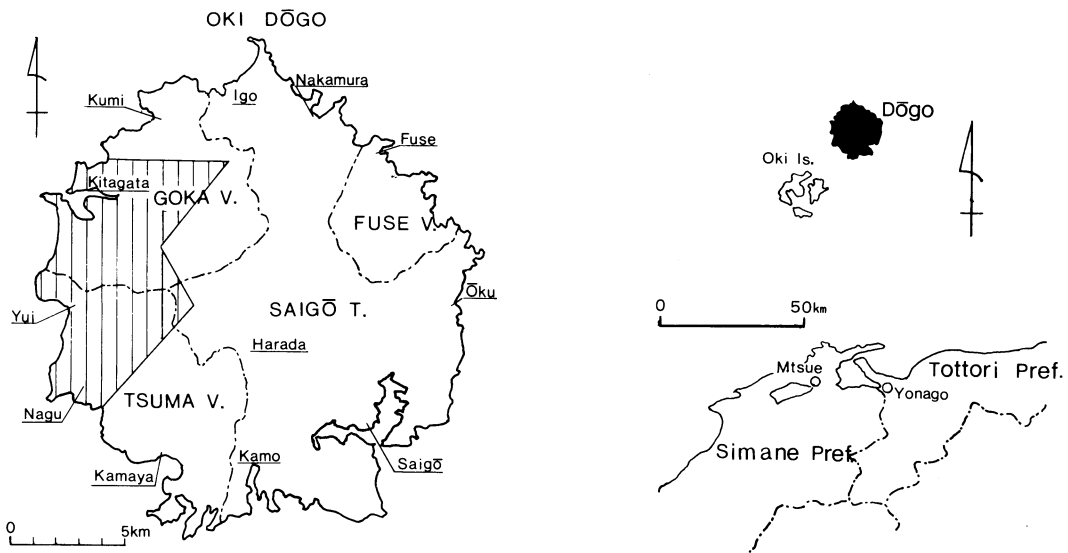 OKI DŌGO
Nakamura
Igo
Kumi
Fuse
Kitagata
GOKA V.
FUSE V.
Ōku
Yui
SAIGŌ T.
Harada
TSUMA V.
Nagu
Kamo
Saigō
Kamaya
0 5km
Dōgo
Oki Is.
0 50km
Mtsue
Tottori Pref.
Yonago
Simane Pref.